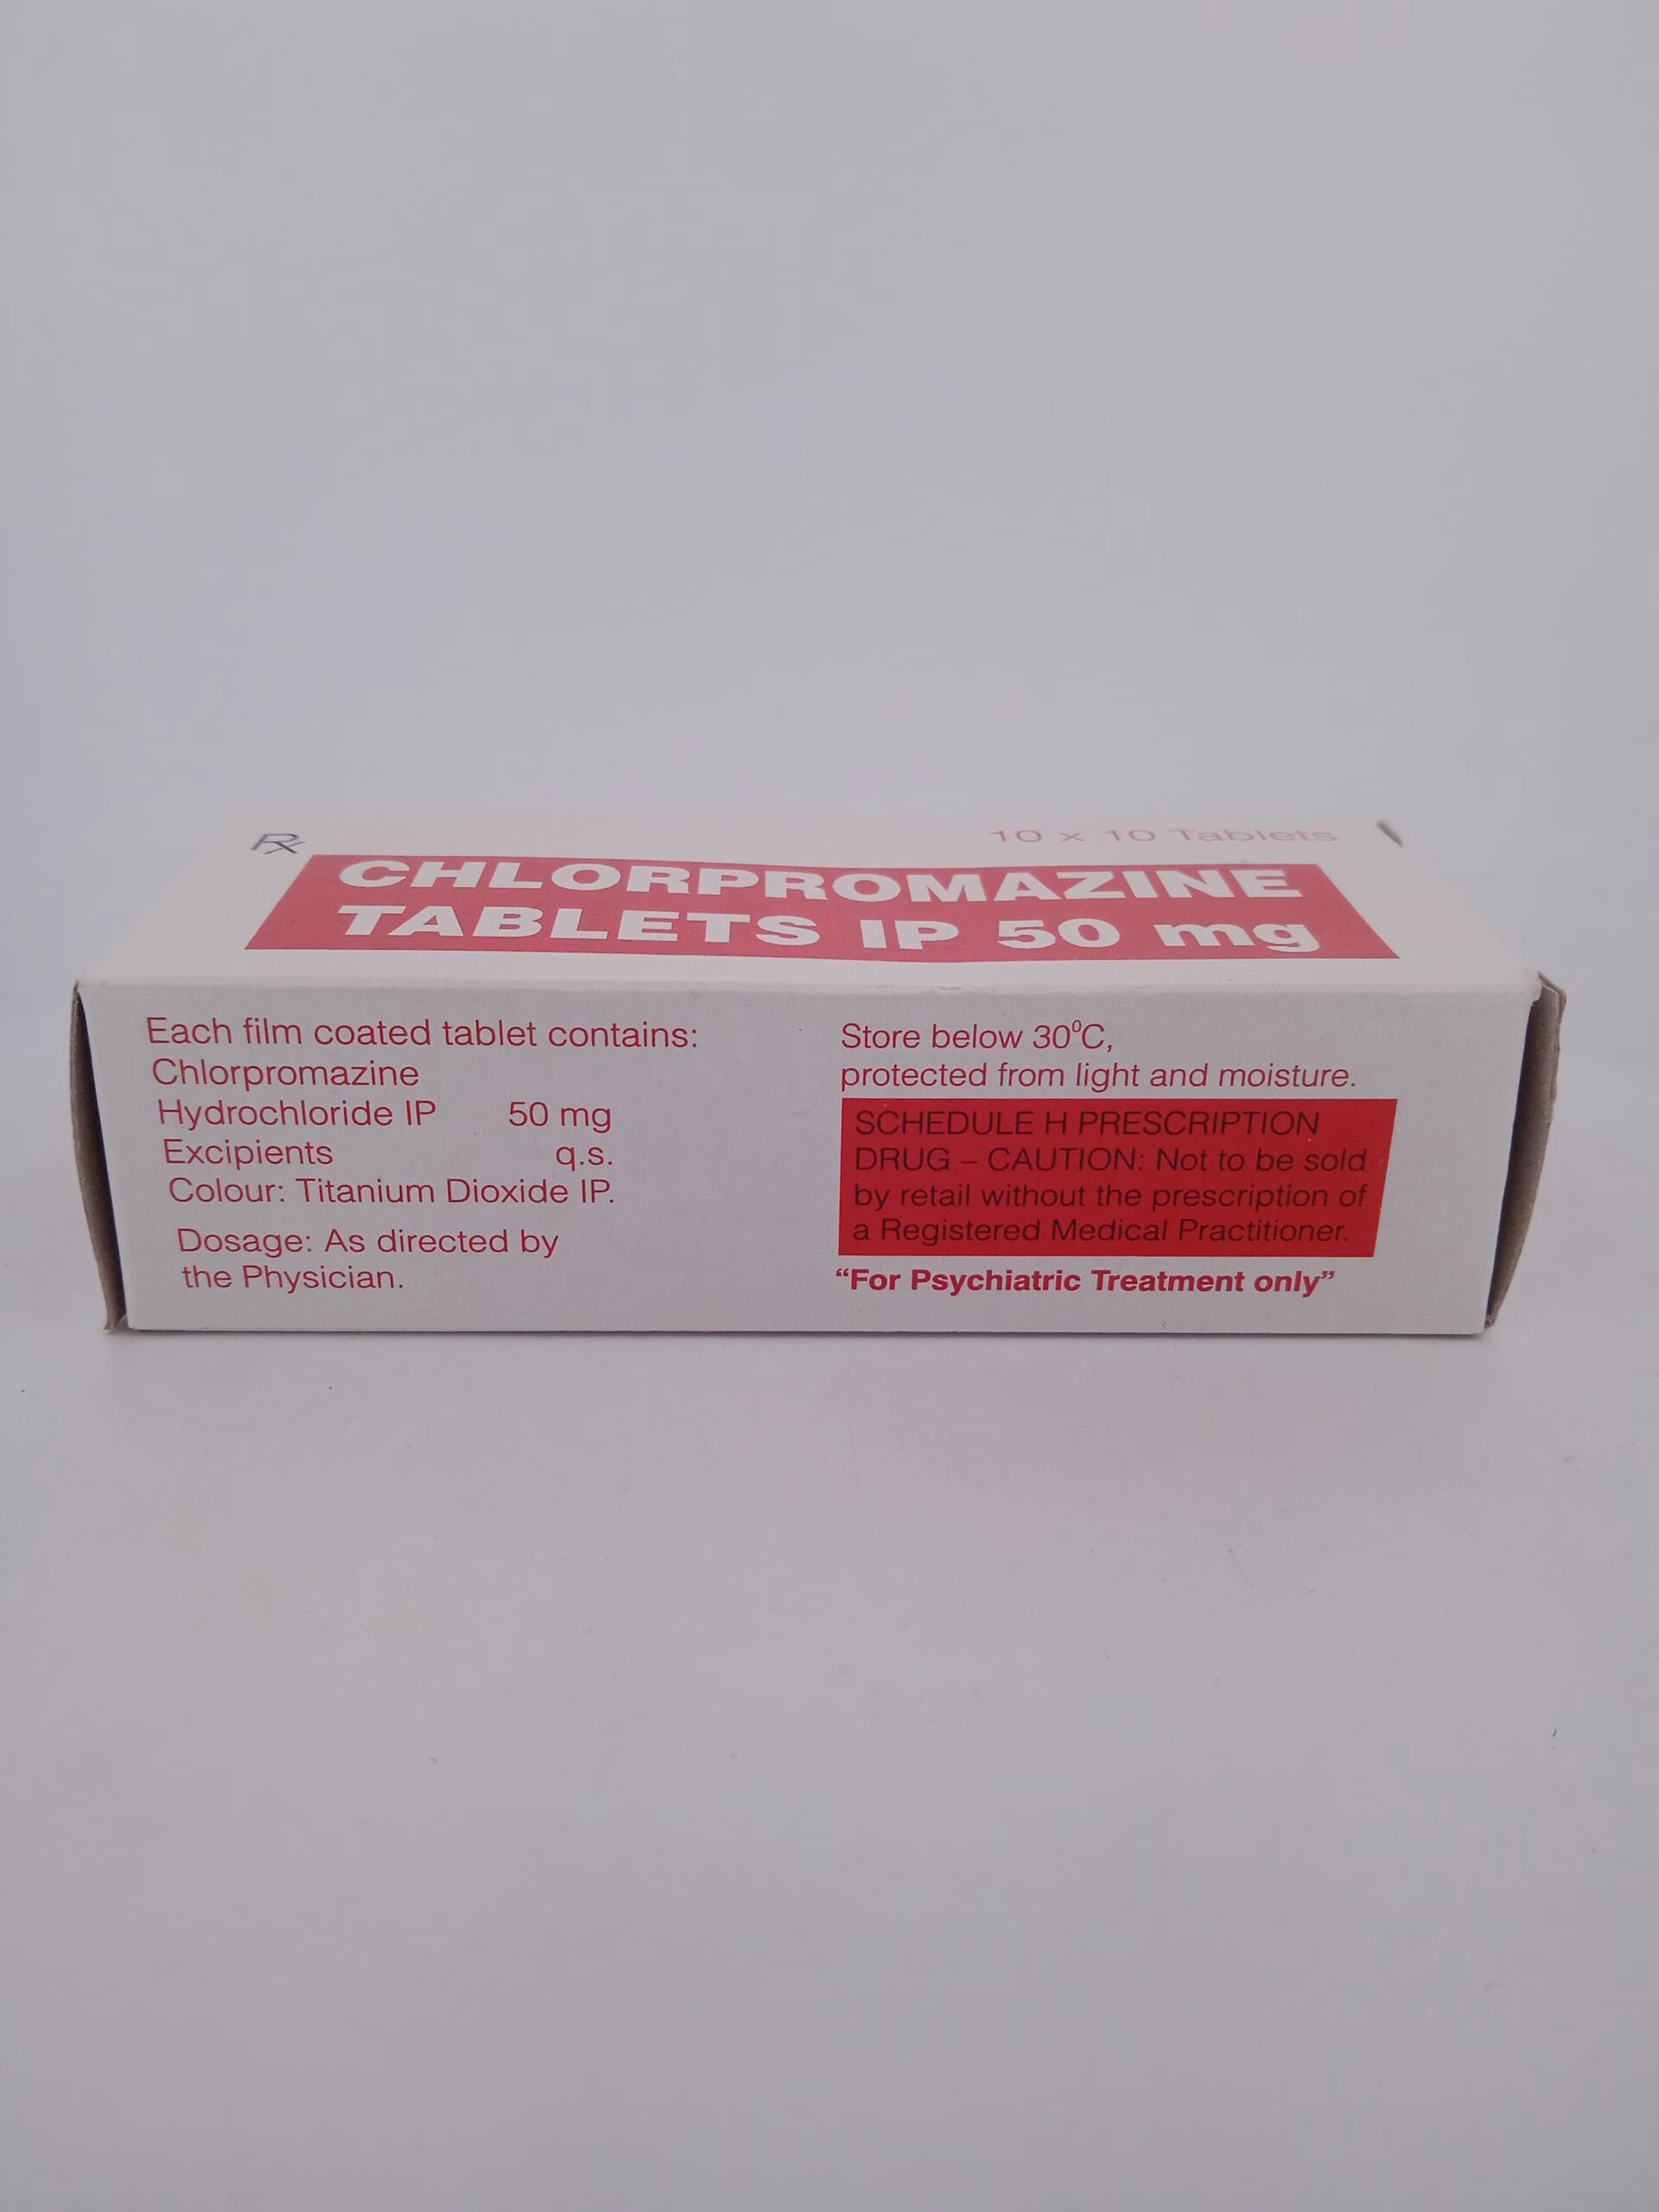 Rx
10 x 10 Tablets
CHLORPROMAZINE
TABLETS IP 50 mg
Each film coated tablet contains:
Chlorpromazine
Hydrochloride IP 50 mg
Excipients q.s.
Colour: Titanium Dioxide IP.
Dosage: As directed by
the Physician.
Store below 30⁰C,
protected from light and moisture.
SCHEDULE H PRESCRIPTION
DRUG – CAUTION: Not to be sold
by retail without the prescription of
a Registered Medical Practitioner.
“For Psychiatric Treatment only”